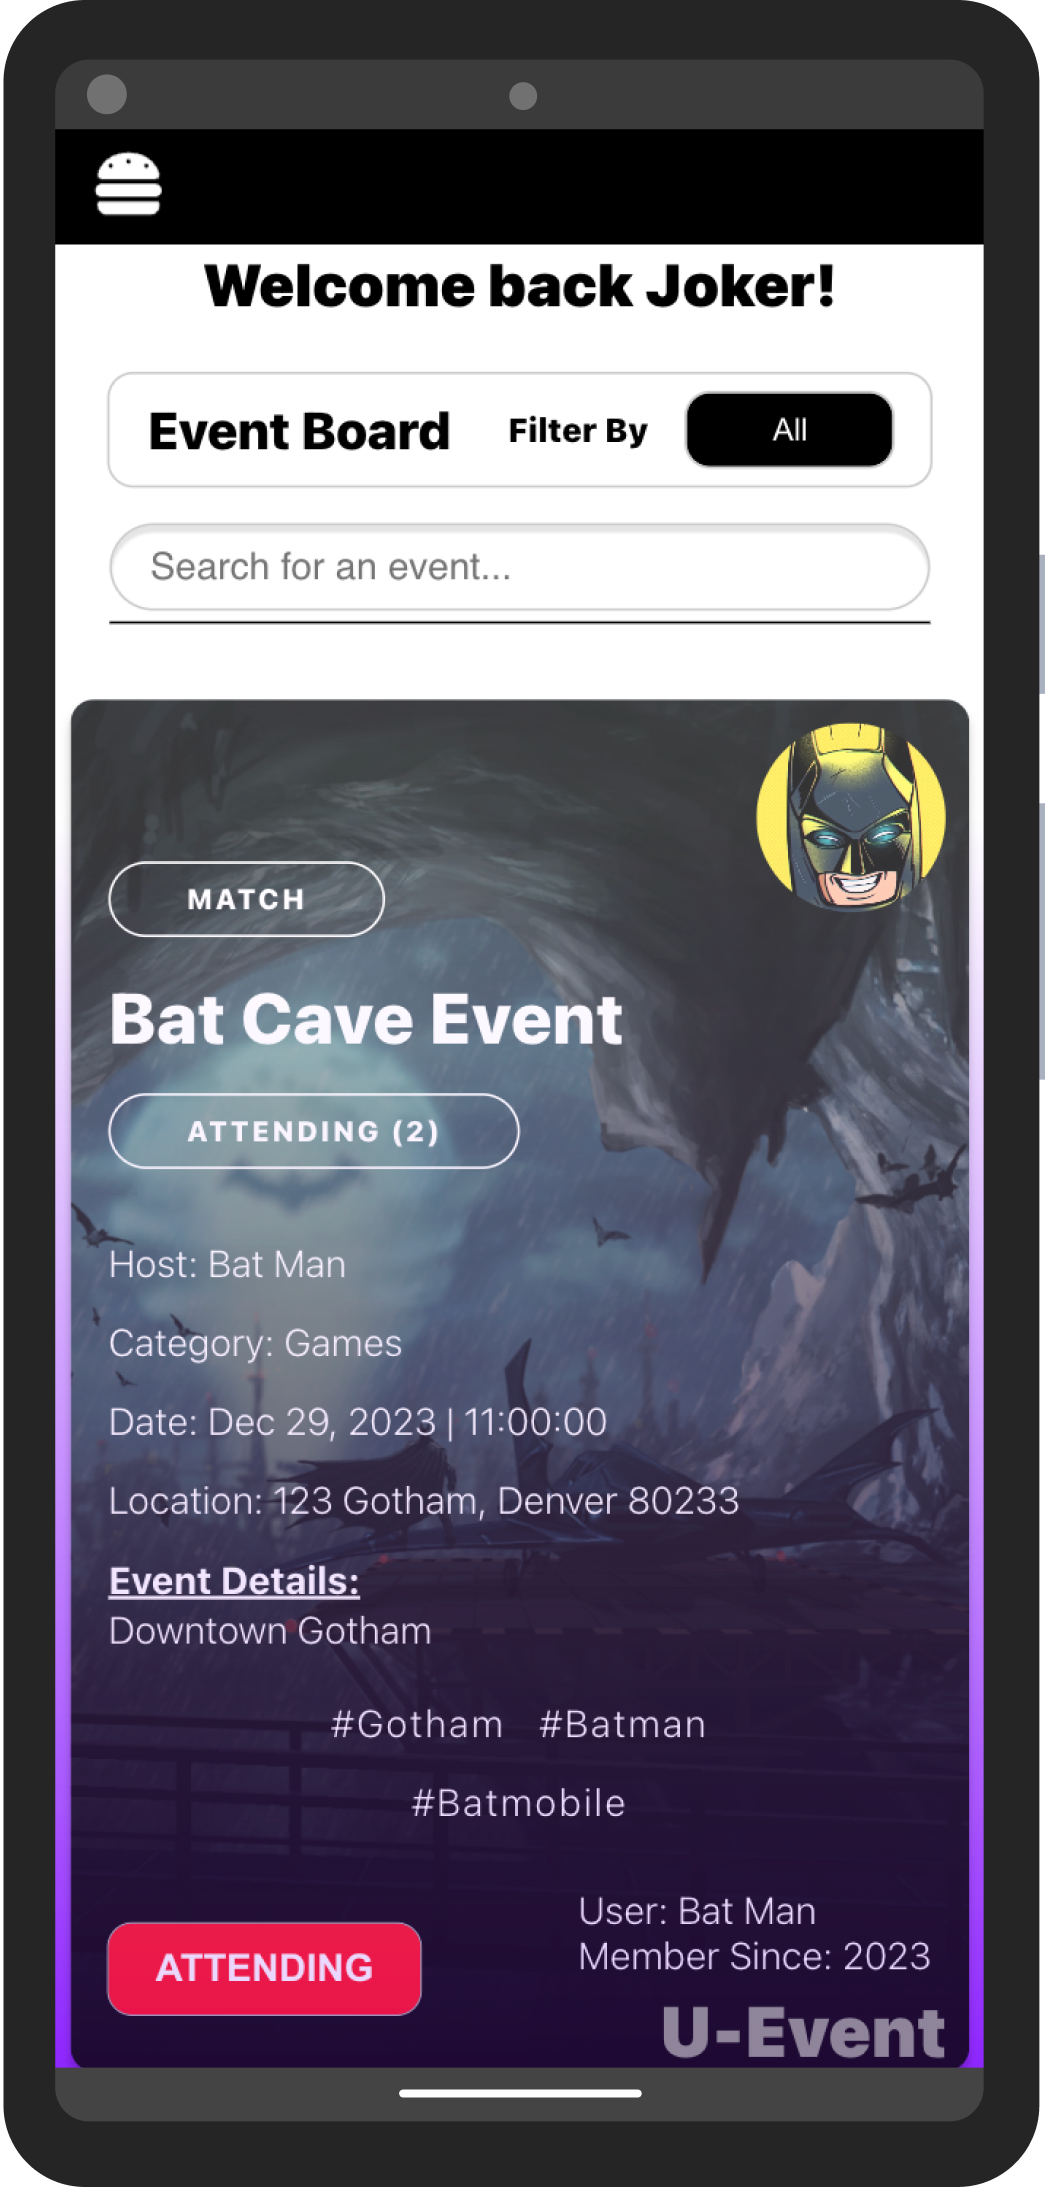 Welcome back Joker!
Event Board Filter By All
Search for an event...
MATCH
Bat Cave Event
ATTENDING (2)
Host: Bat Man
Category: Games
Date: Dec 29, 2023 | 11:00:00
Location: 123 Gotham, Denver 80233
Event Details:
Downtown Gotham
#Gotham #Batman
#Batmobile
User: Bat Man
Member Since: 2023
ATTENDING
U-Event